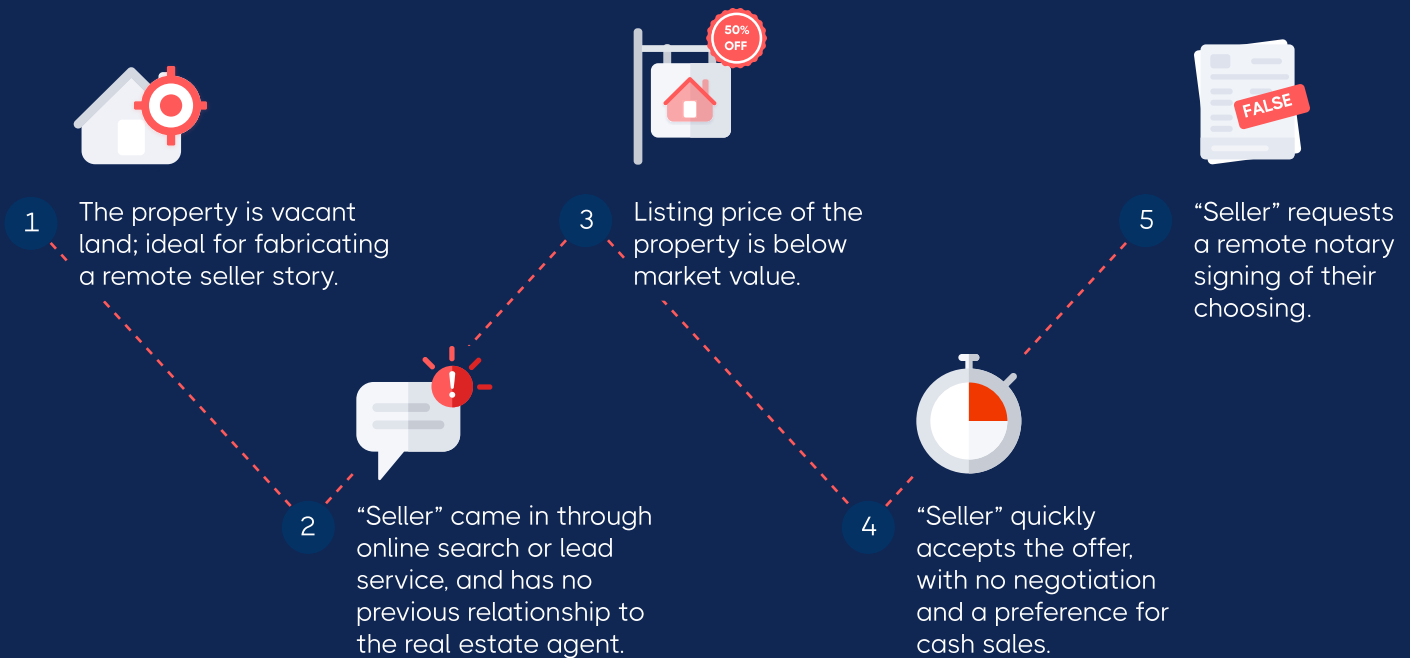 50%
OFF
FALSE
1
The property is vacant
land; ideal for fabricating
a remote seller story.
2
“Seller” came in through
online search or lead
service, and has no
previous relationship to
the real estate agent.
3
Listing price of the
property is below
market value.
4
“Seller” quickly
accepts the offer,
with no negotiation
and a preference for
cash sales.
5
“Seller” requests
a remote notary
signing of their
choosing.